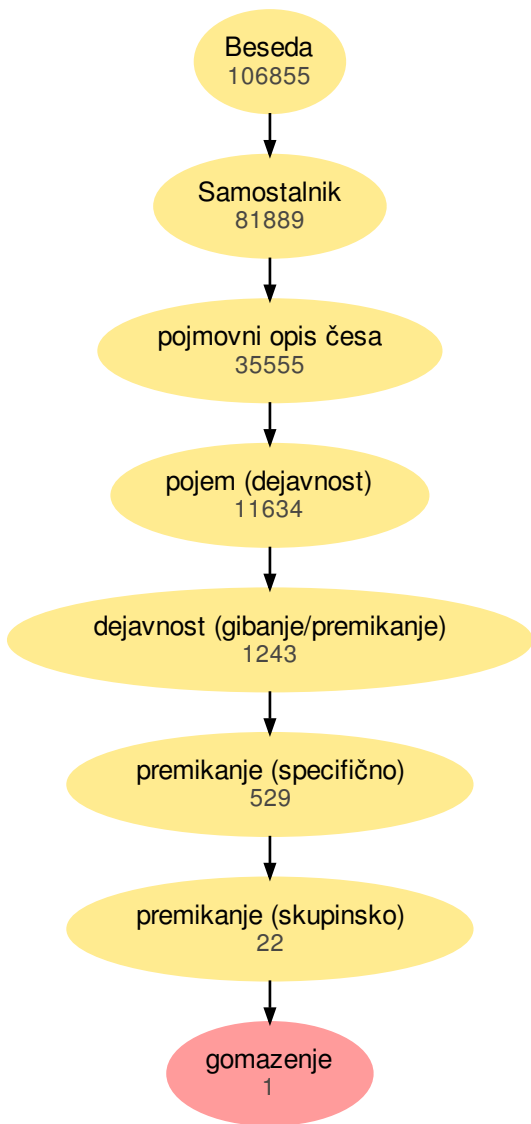 Beseda
106855
Samostalnik
81889
pojmovni opis česa
35555
pojem (dejavnost)
11634
dejavnost (gibanje/premikanje)
1243
premikanje (specifično)
529
premikanje (skupinsko)
22
gomazenje
1